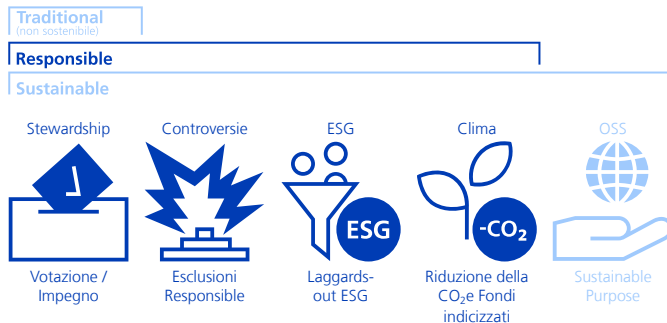 Traditional
(non sostenibile)
Responsible
Sustainable
Stewardship
Controversie
ESG
Clima
OSS
ESG
-CO₂
Votazione /
Impegno
Esclusioni
Responsible
Laggards-
out ESG
Riduzione della
CO₂e Fondi
indicizzati
Sustainable
Purpose